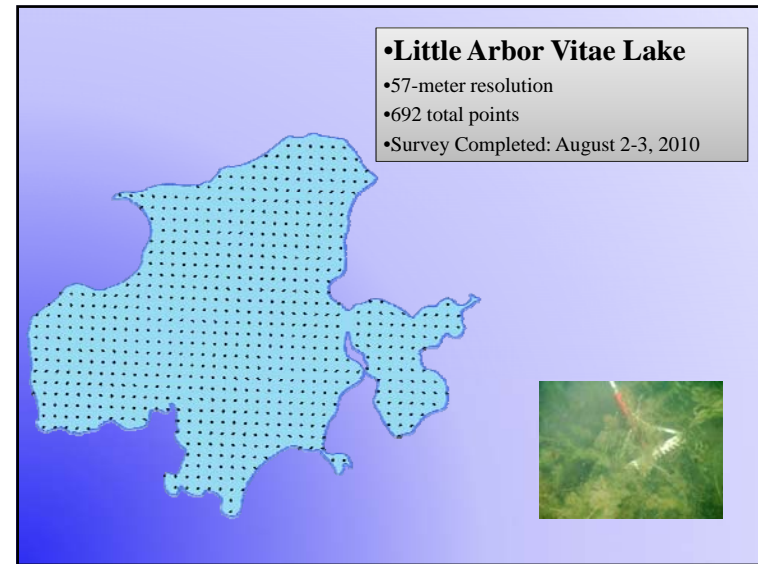 •Little Arbor Vitae Lake
•57-meter resolution
•692 total points
•Survey Completed: August 2-3, 2010